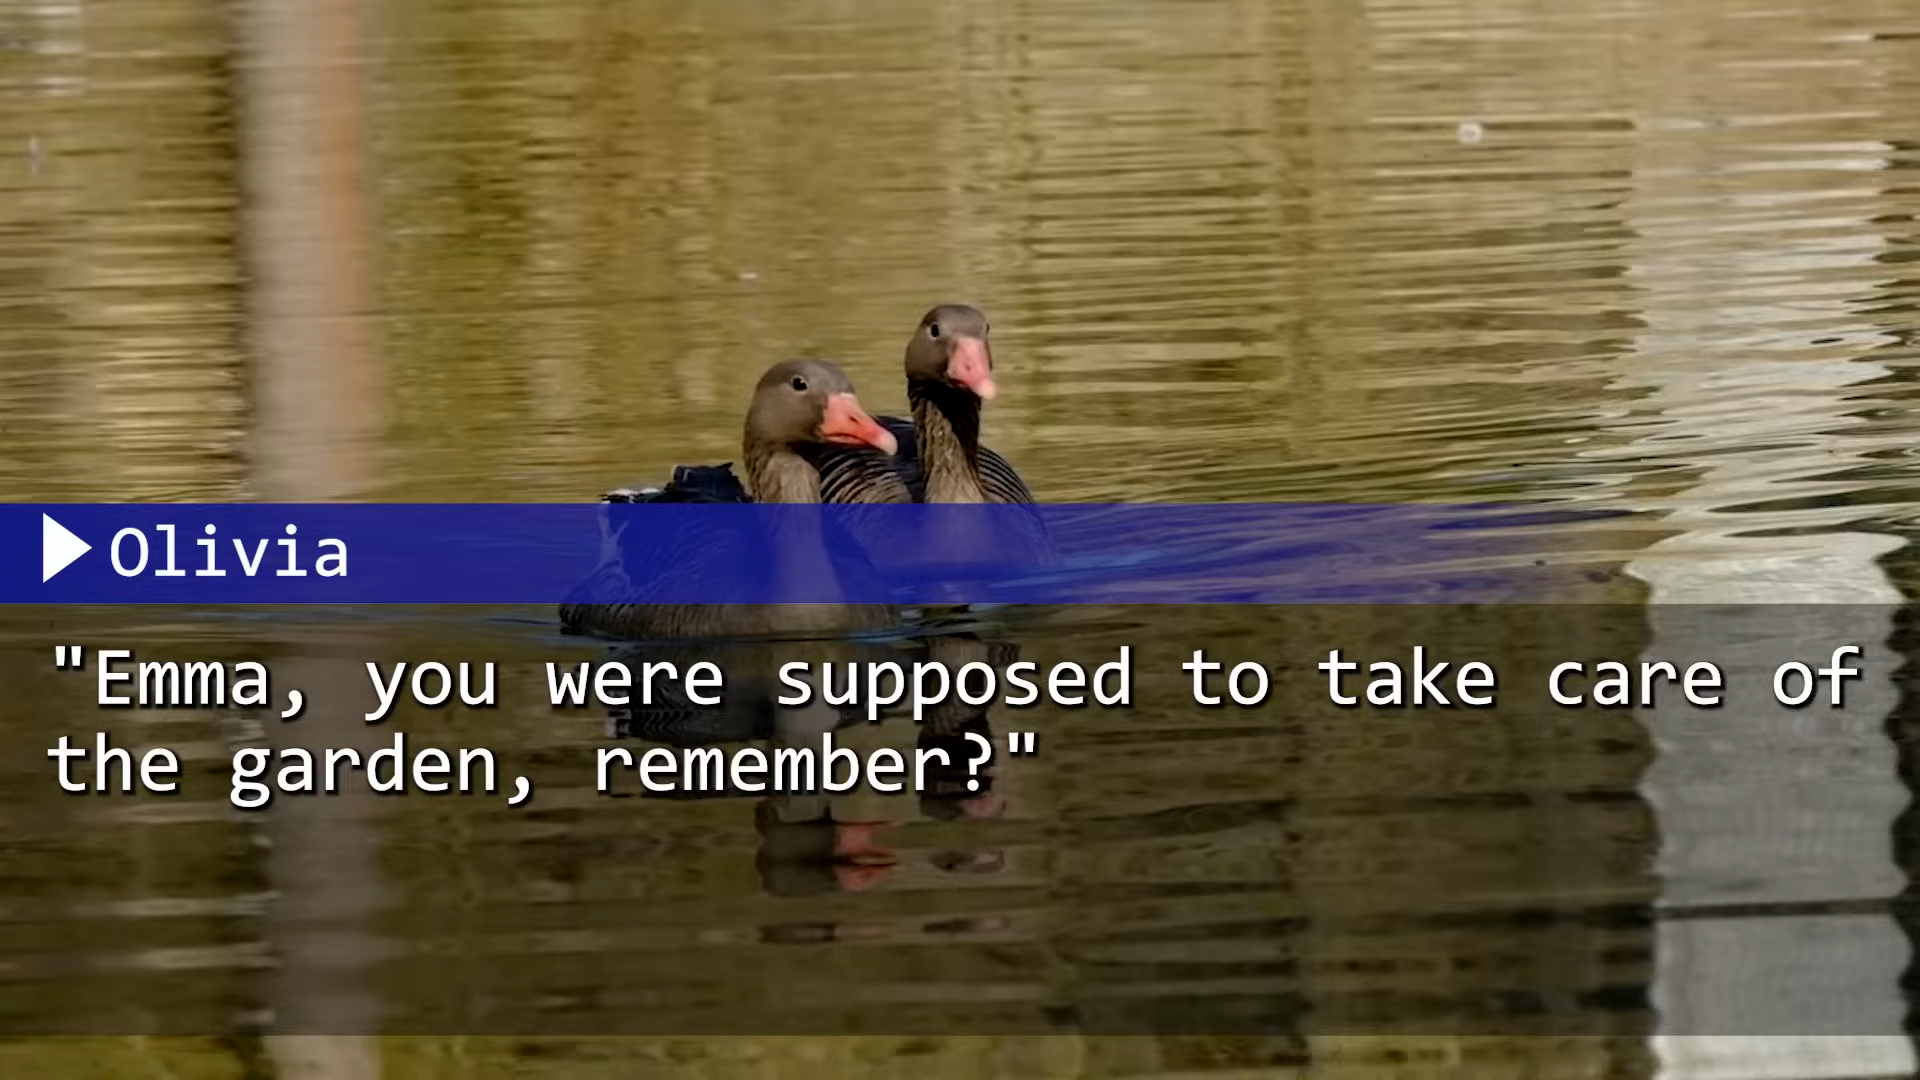 Olivia
"Emma, you were supposed to take care of
the garden, remember?"